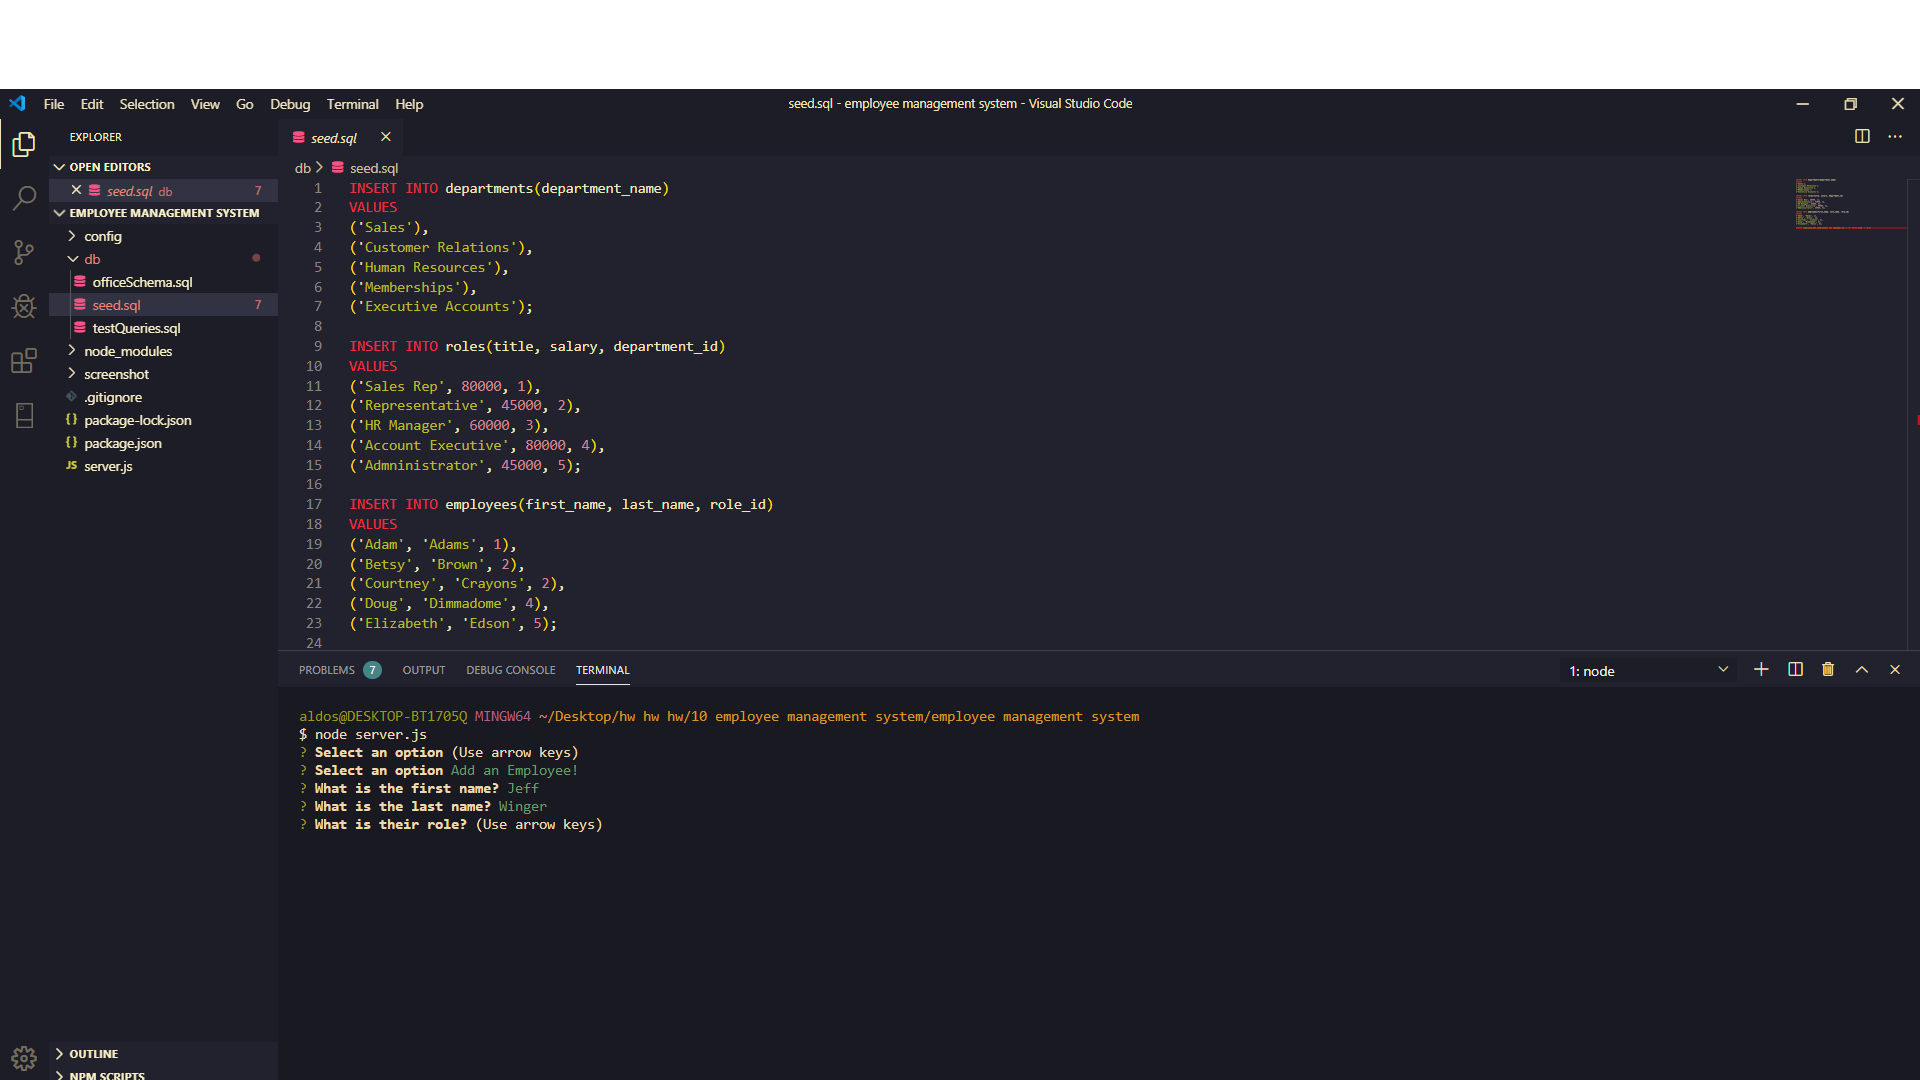 File Edit Selection View Go Debug Terminal Help
seed.sql - employee management system - Visual Studio Code
EXPLORER
OPEN EDITORS
seed.sql db 7
EMPLOYEE MANAGEMENT SYSTEM
config
db
officeSchema.sql
seed.sql 7
testQueries.sql
node_modules
screenshot
.gitignore
package-lock.json
package.json
JS server.js
OUTLINE
NPM SCRIPTS
seed.sql
db > seed.sql
1 INSERT INTO departments(department_name)
2 VALUES
3 ('Sales'),
4 ('Customer Relations'),
5 ('Human Resources'),
6 ('Memberships'),
7 ('Executive Accounts');
8
9 INSERT INTO roles(title, salary, department_id)
10 VALUES
11 ('Sales Rep', 80000, 1),
12 ('Representative', 45000, 2),
13 ('HR Manager', 60000, 3),
14 ('Account Executive', 80000, 4),
15 ('Admninistrator', 45000, 5);
16
17 INSERT INTO employees(first_name, last_name, role_id)
18 VALUES
19 ('Adam', 'Adams', 1),
20 ('Betsy', 'Brown', 2),
21 ('Courtney', 'Crayons', 2),
22 ('Doug', 'Dimmadome', 4),
23 ('Elizabeth', 'Edson', 5);
24
PROBLEMS 7 OUTPUT DEBUG CONSOLE TERMINAL
1: node
aldos@DESKTOP-BT1705Q MINGW64 ~/Desktop/hw hw hw/10 employee management system/employee management system
$ node server.js
? Select an option (Use arrow keys)
? Select an option Add an Employee!
? What is the first name? Jeff
? What is the last name? Winger
? What is their role? (Use arrow keys)